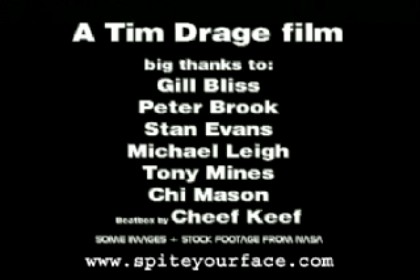 A Tim Drage film
big thanks to:
Gill Bliss
Peter Brook
Stan Evans
Michael Leigh
Tony Mines
Chi Mason
Beatbox by Cheef Keef
SOME IMAGES + STOCK FOOTAGE FROM NASA
www.spiteyourface.com